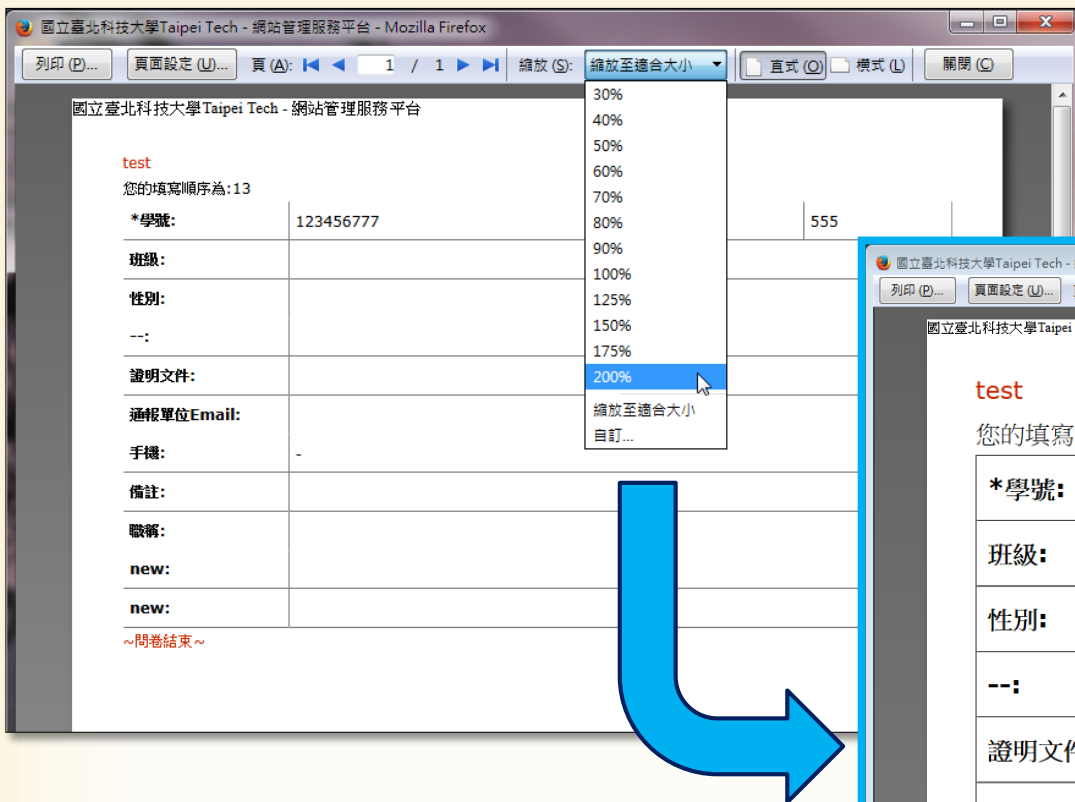 國立臺北科技大學Taipei Tech - 網站管理服務平台 - Mozilla Firefox
列印 (P)... 頁面設定 (U)... 頁 (A): 1 / 1 縮放 (S): 縮放至適合大小 直式 (O) 橫式 (L) 關閉 (C)
30%
40%
50%
60%
70%
80%
90%
100%
125%
150%
175%
200%
縮放至適合大小
自訂...
國立臺北科技大學Taipei Tech - 網站管理服務平台
test
您的填寫順序為:13
*學號: 123456777 555
班級:
性別:
--:
證明文件:
通報單位Email:
手機: -
備註:
職稱:
new:
new:
~問卷結束~
國立臺北科技大學Taipei Tech -
列印 (P)... 頁面設定 (U)...
國立臺北科技大學Taipei
test
您的填寫
*學號:
班級:
性別:
--:
證明文件